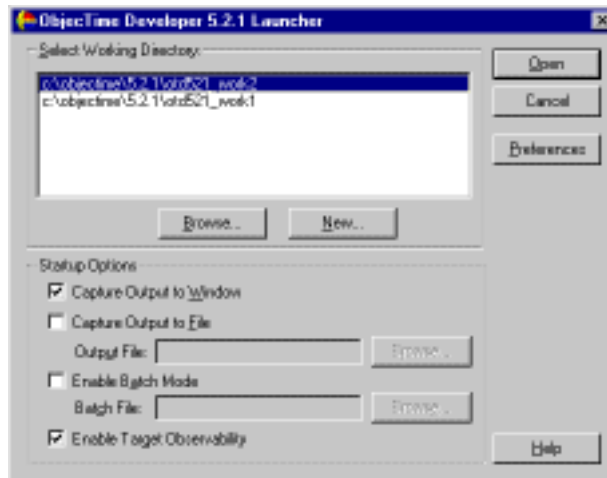 ObjecTime Developer 5.2.1 Launcher
Select Working Directory:
c:\objectime\5.2.1\otd521_work2
c:\objectime\5.2.1\otd521_work1
Open
Cancel
Preferences
Browse...
New...
Startup Options
Capture Output to Window
Capture Output to File
Output File:
Browse...
Enable Batch Mode
Batch File:
Browse...
Enable Target Observability
Help